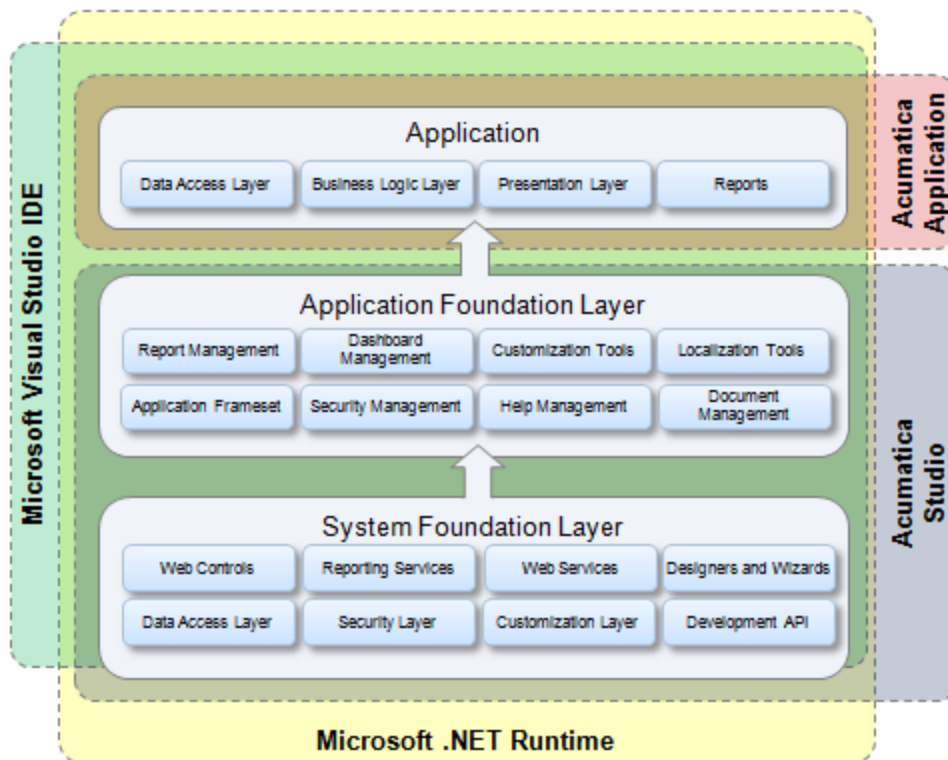 Application
Data Access Layer
Business Logic Layer
Presentation Layer
Reports
Acumatica
Application
Microsoft Visual Studio IDE
Application Foundation Layer
Report Management
Dashboard
Management
Customization Tools
Localization Tools
Application Frameset
Security Management
Help Management
Document
Management
Acumatica
Studio
System Foundation Layer
Web Controls
Reporting Services
Web Services
Designers and Wizards
Data Access Layer
Security Layer
Customization Layer
Development API
Microsoft .NET Runtime